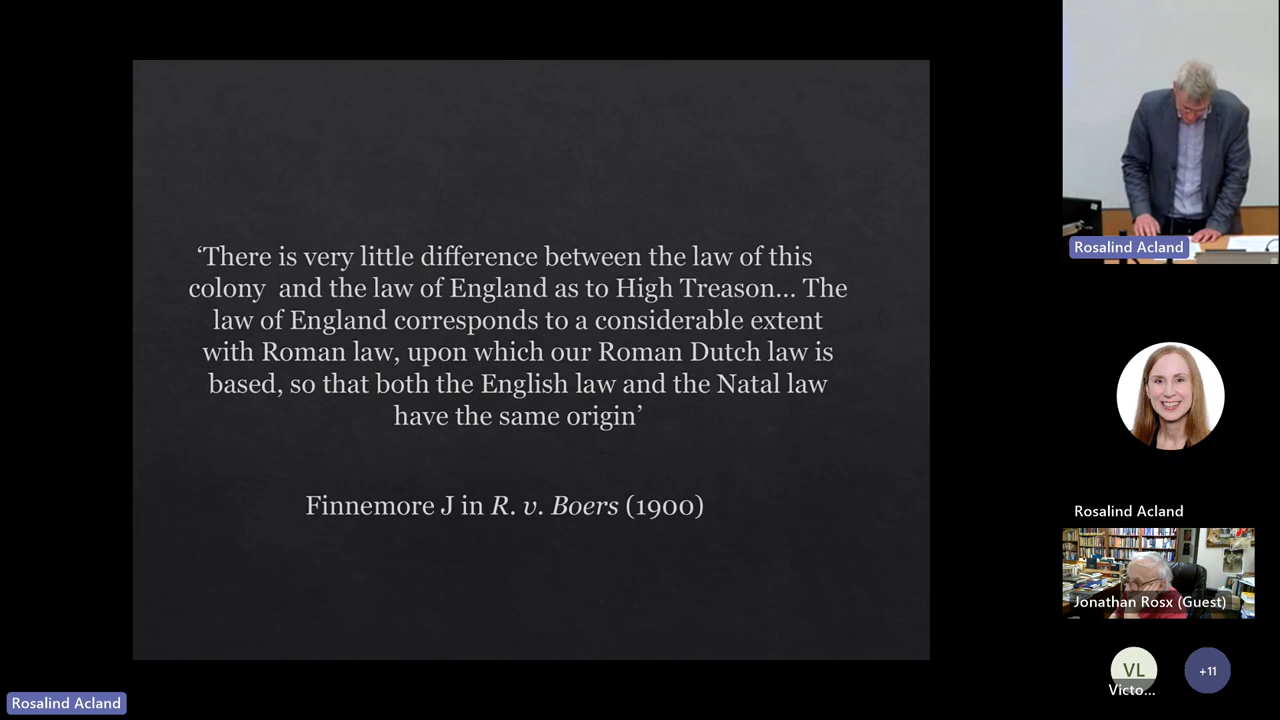 ‘There is very little difference between the law of this
colony  and the law of England as to High Treason... The
law of England corresponds to a considerable extent
with Roman law, upon which our Roman Dutch law is
based, so that both the English law and the Natal law
have the same origin’
Finnemore J in R. v. Boers (1900)
Rosalind Acland
Rosalind Acland
Jonathan Rosx (Guest)
VL
Victo...
+11
Rosalind Acland